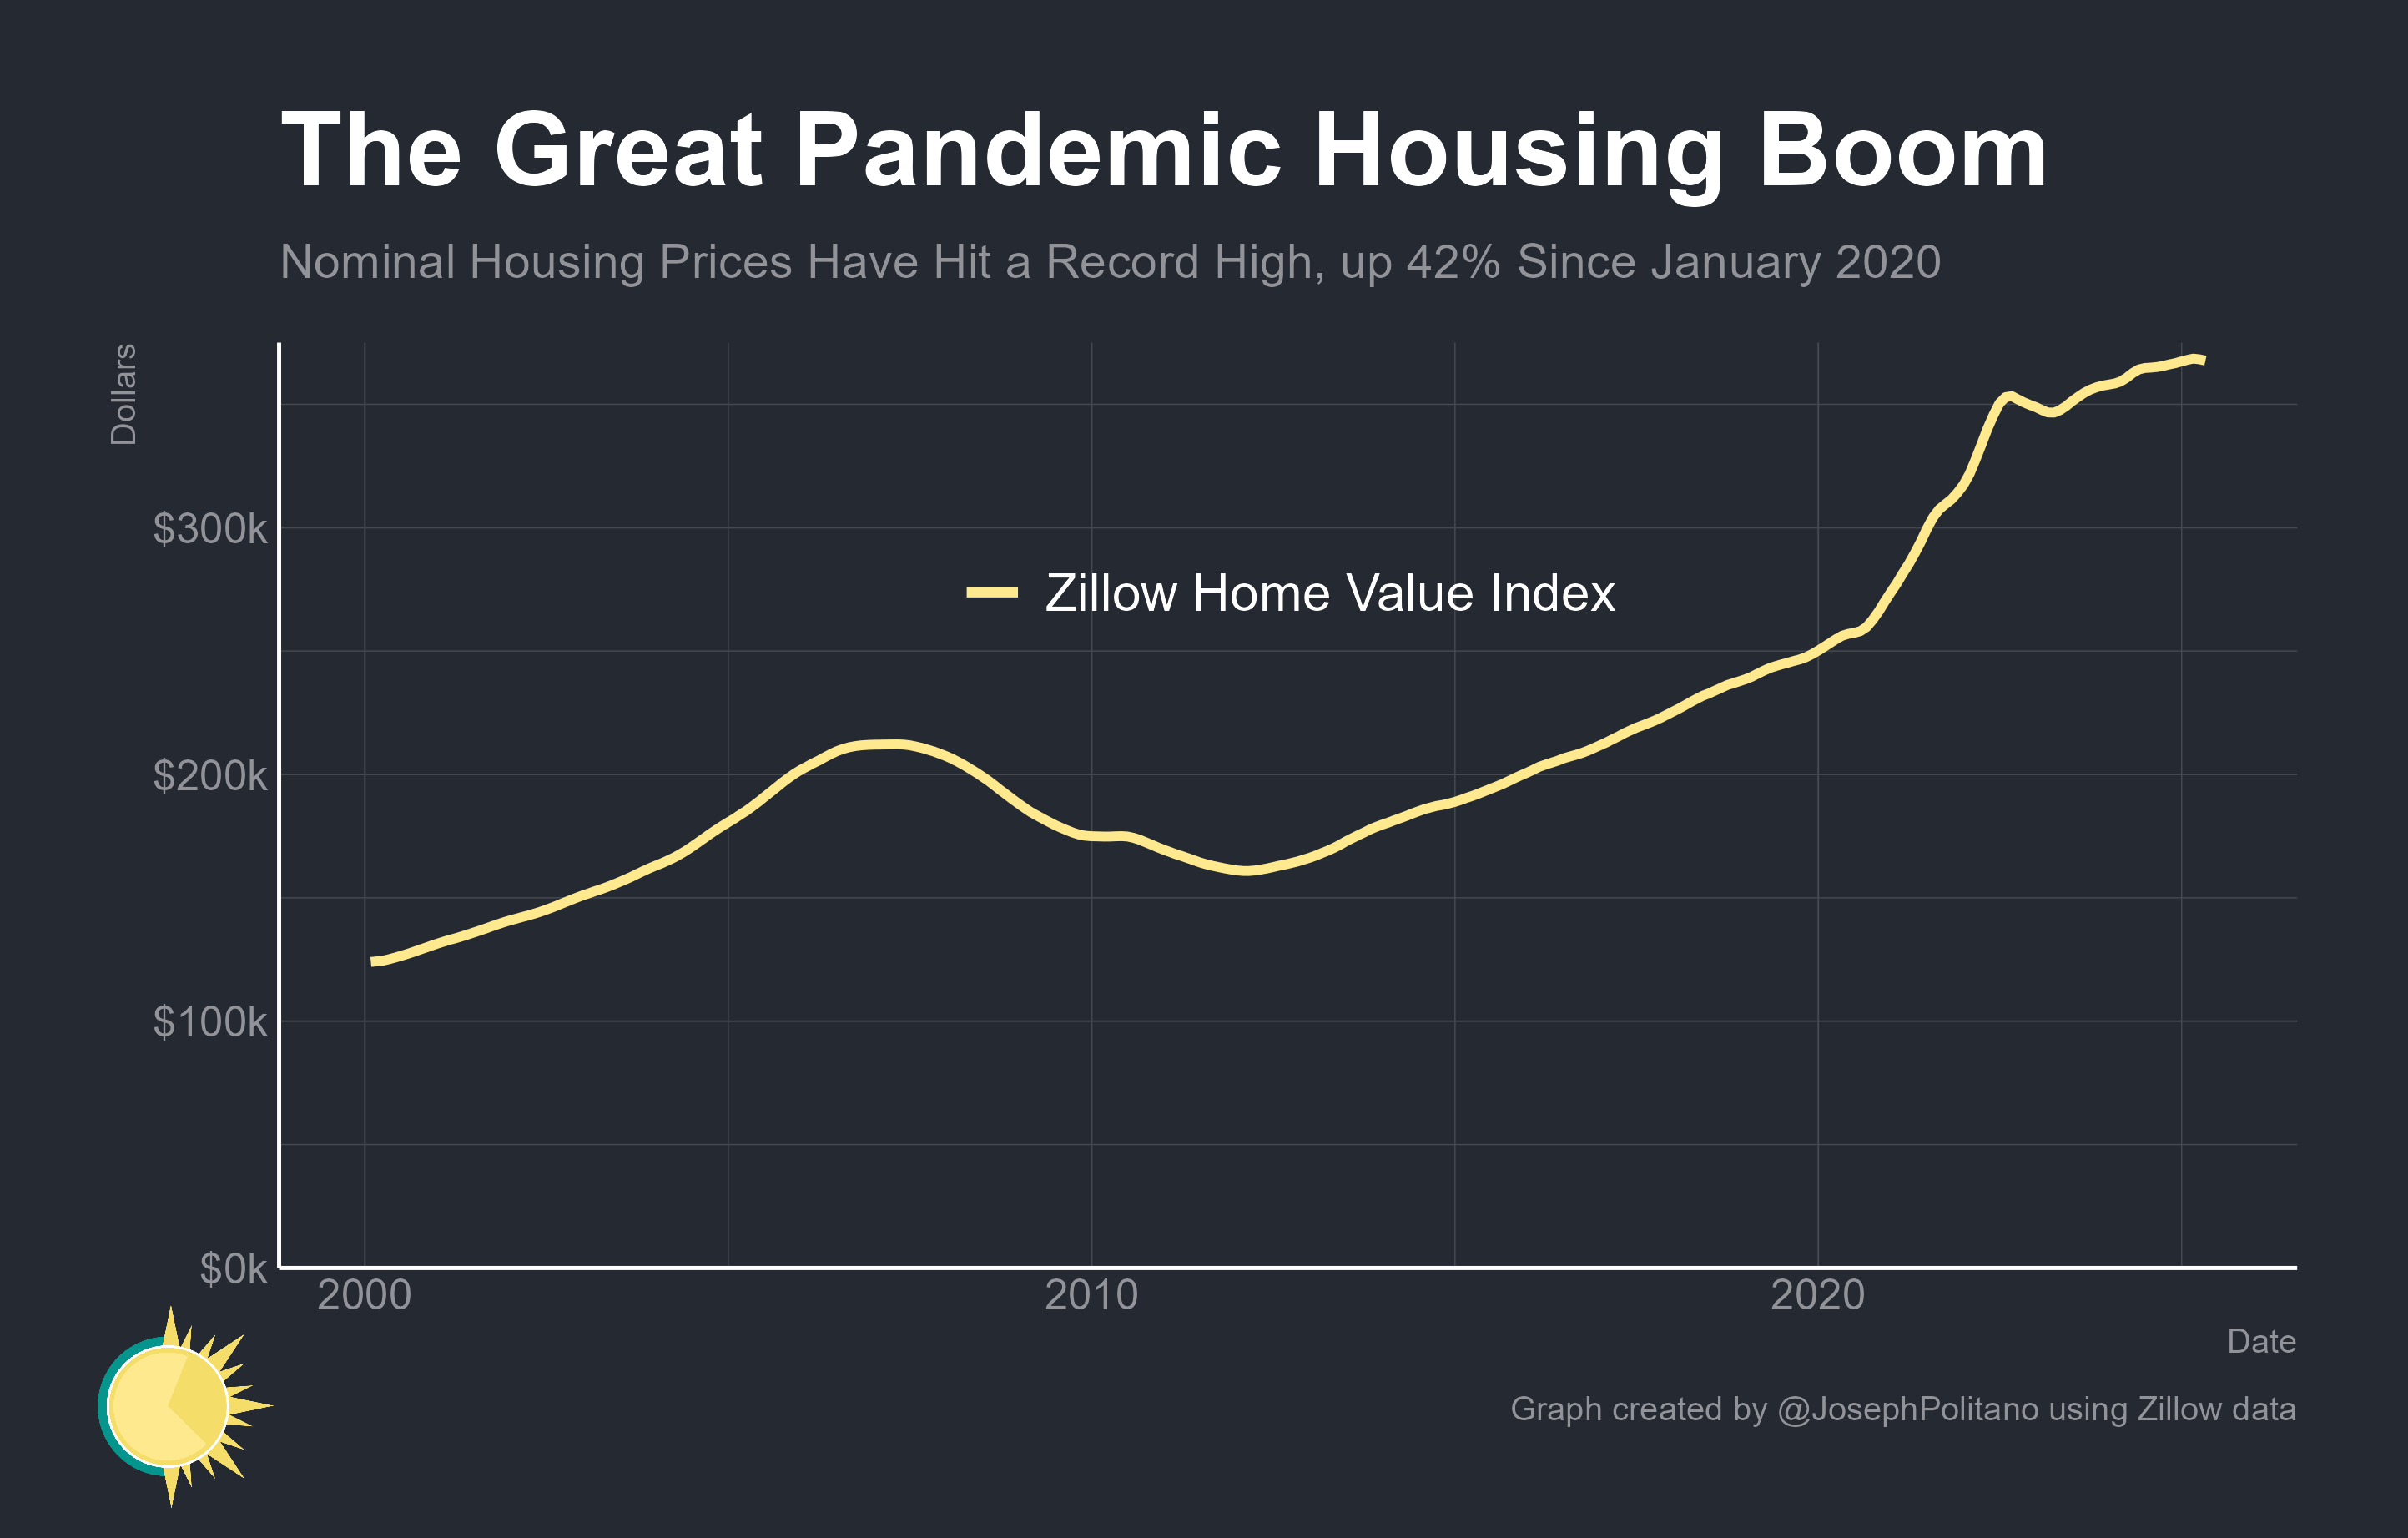 The Great Pandemic Housing Boom
Nominal Housing Prices Have Hit a Record High, up 42% Since January 2020
Dollars
$300k
Zillow Home Value Index
$200k
$100k
$0k
2000
2010
2020
Date
Graph created by @JosephPolitano using Zillow data